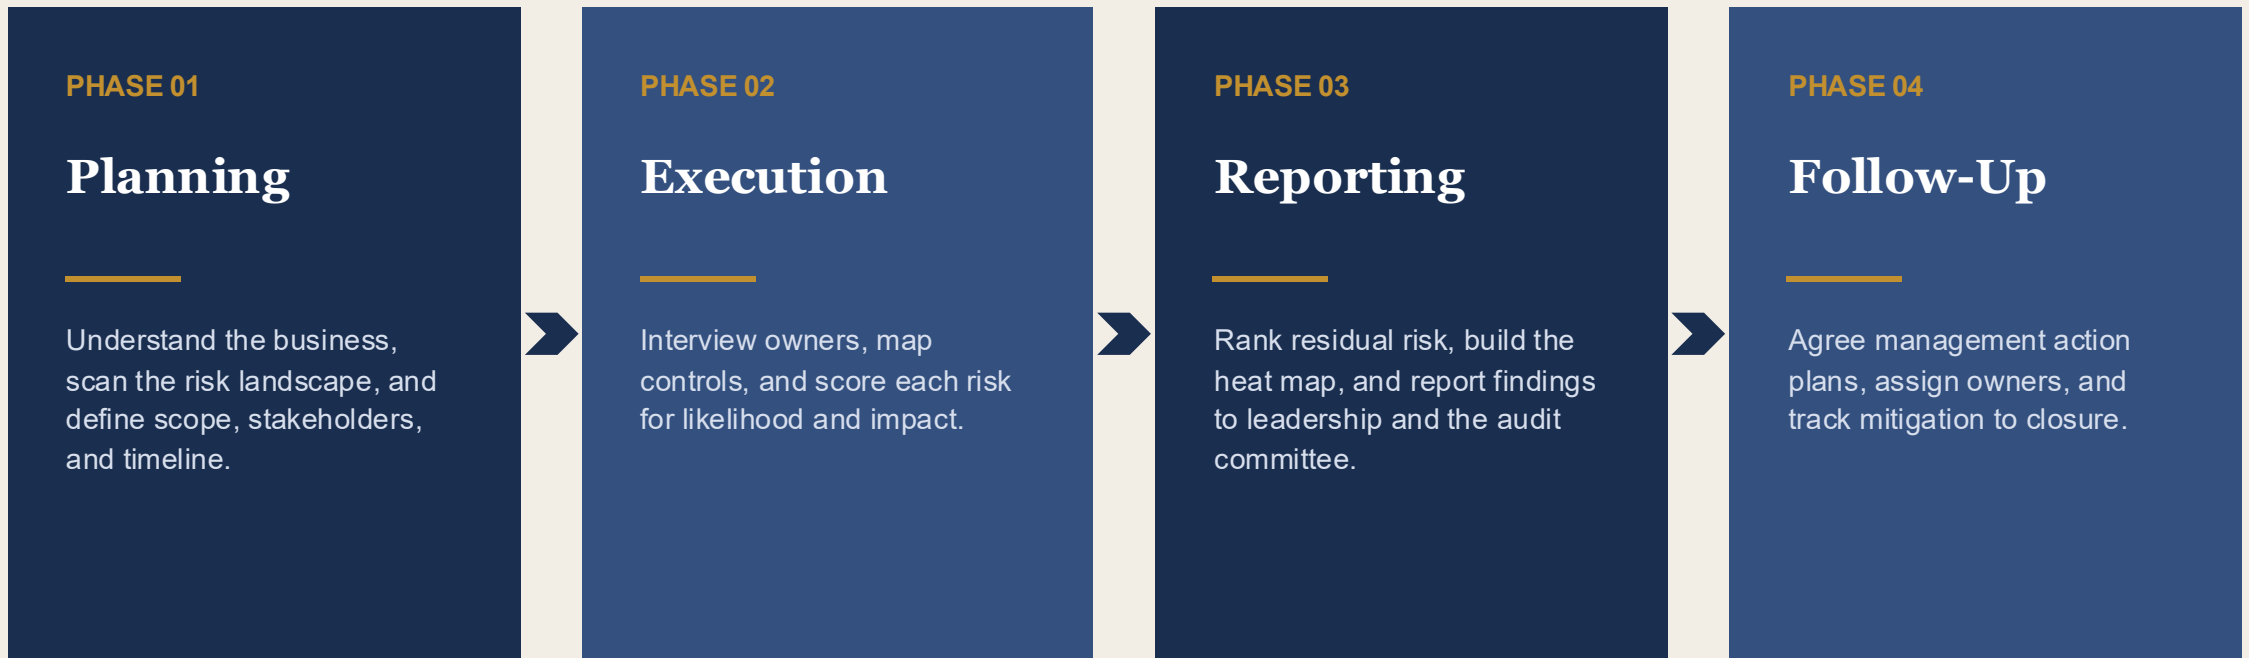 PHASE 01
Planning
Understand the business,
scan the risk landscape, and
define scope, stakeholders,
and timeline.
PHASE 02
Execution
Interview owners, map
controls, and score each risk
for likelihood and impact.
PHASE 03
Reporting
Rank residual risk, build the
heat map, and report findings
to leadership and the audit
committee.
PHASE 04
Follow-Up
Agree management action
plans, assign owners, and
track mitigation to closure.